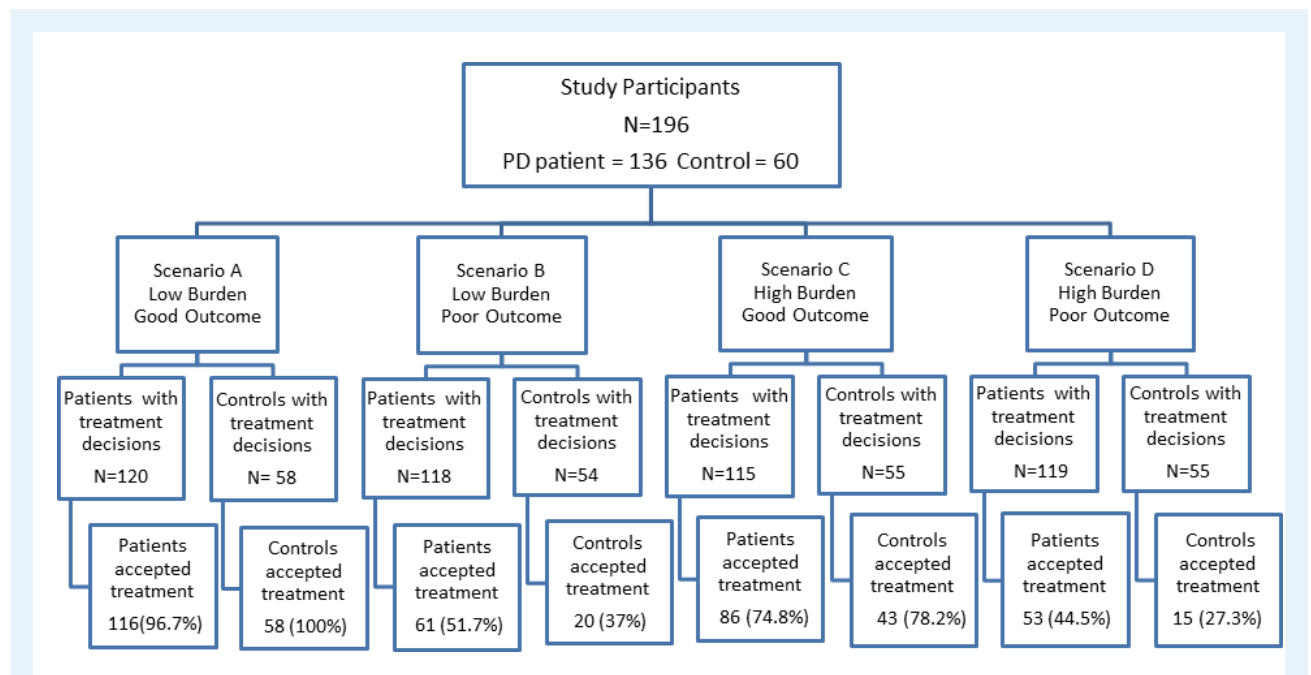 Study Participants
N=196
PD patient = 136 Control = 60
Scenario A
Low Burden
Good Outcome
Scenario B
Low Burden
Poor Outcome
Scenario C
High Burden
Good Outcome
Scenario D
High Burden
Poor Outcome
Patients with
treatment
decisions
N=120
Controls with
treatment
decisions
N= 58
Patients with
treatment
decisions
N=118
Controls with
treatment
decisions
N=54
Patients with
treatment
decisions
N=115
Controls with
treatment
decisions
N=55
Patients with
treatment
decisions
N=119
Controls with
treatment
decisions
N=55
Patients
accepted
treatment
116(96.7%)
Controls
accepted
treatment
58 (100%)
Patients
accepted
treatment
61 (51.7%)
Controls
accepted
treatment
20 (37%)
Patients
accepted
treatment
86 (74.8%)
Controls
accepted
treatment
43 (78.2%)
Patients
accepted
treatment
53 (44.5%)
Controls
accepted
treatment
15 (27.3%)